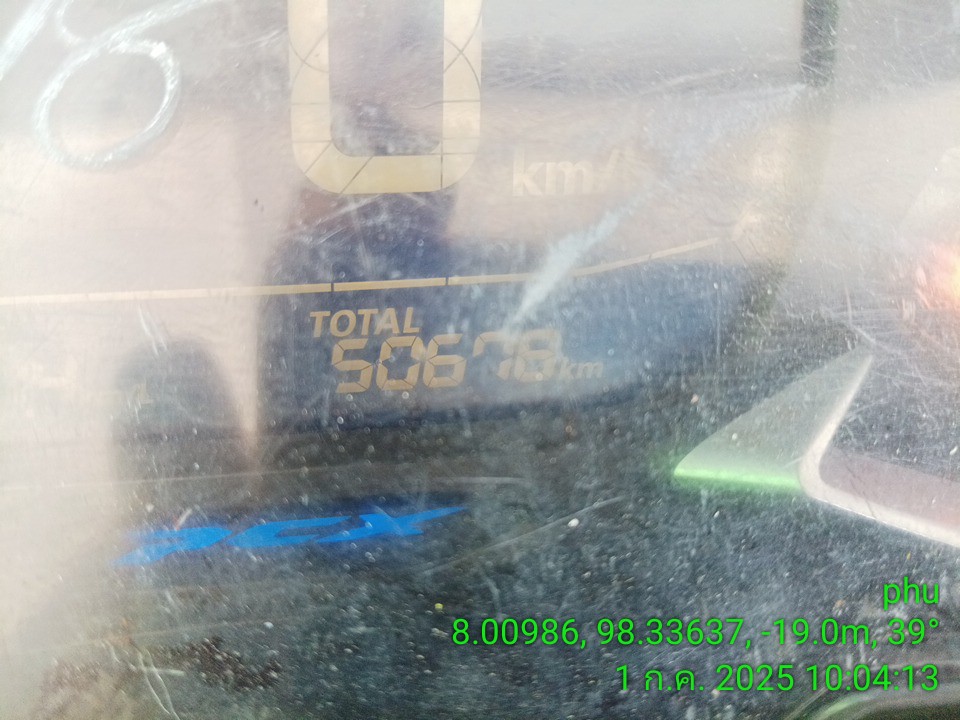 0
km/h
TOTAL
50678 km
PCX
phu
8.00986, 98.33637, -19.0m, 39°
1 ก.ค. 2025 10:04:13